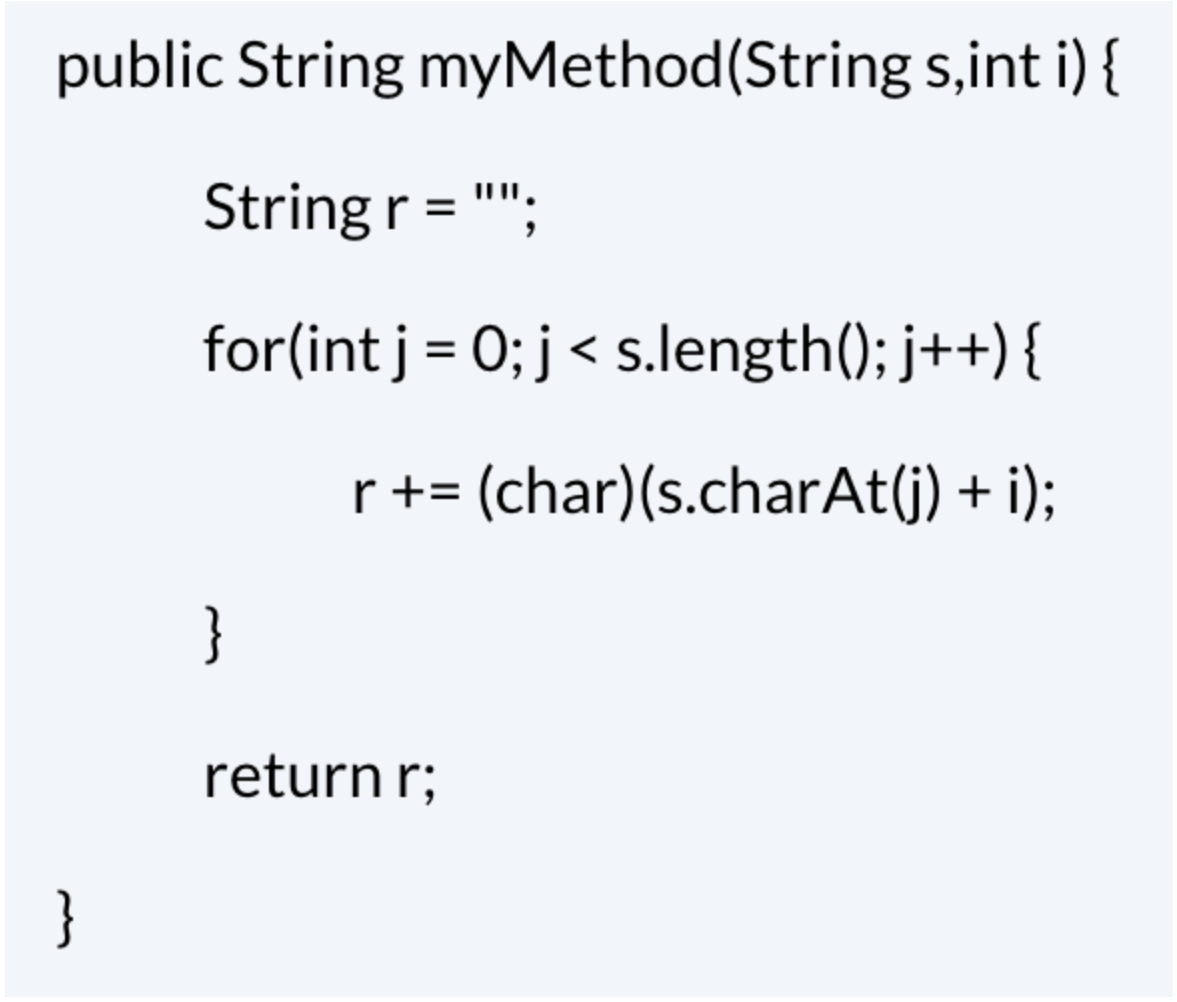 public String myMethod(String s,int i) {
String r = "";
for(int j = 0; j < s.length(); j++) {
r += (char)(s.charAt(j) + i);
}
return r;
}